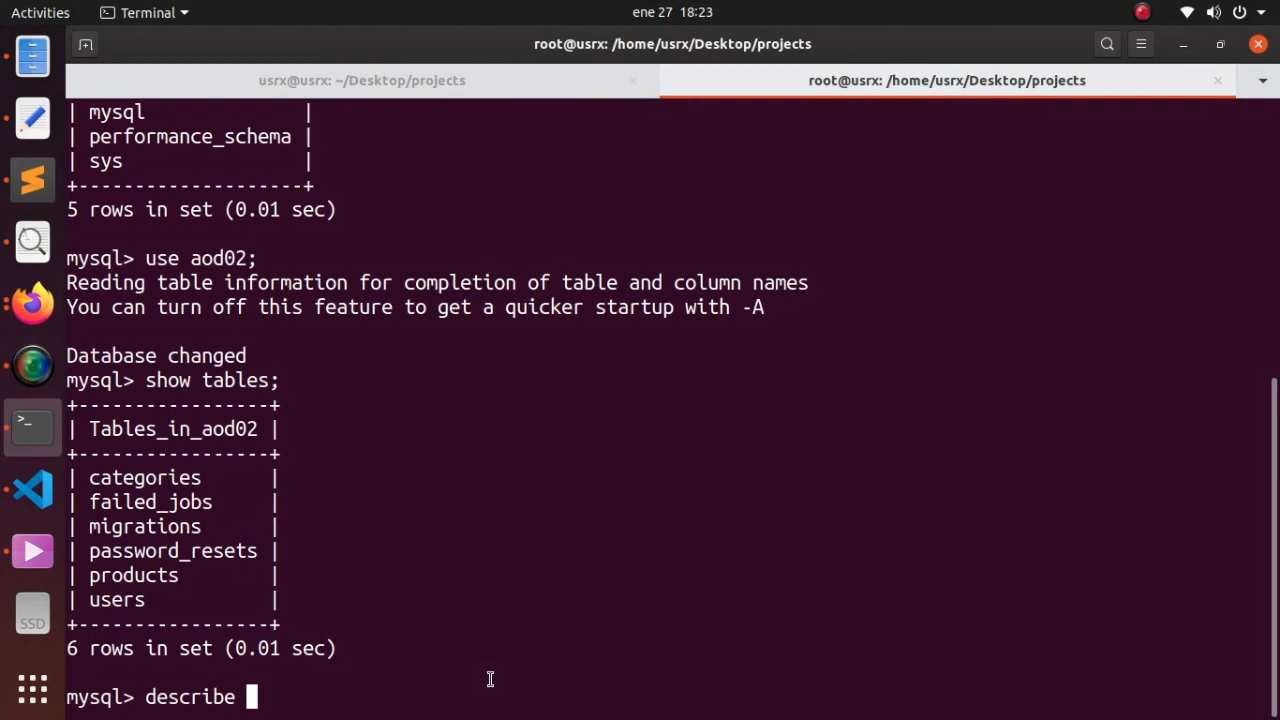 Activities
Terminal
ene 27 18:23
root@usrx: /home/usrx/Desktop/projects
usrx@usrx: ~/Desktop/projects
root@usrx: /home/usrx/Desktop/projects
| mysql |
| performance_schema |
| sys |
+--------------------+
5 rows in set (0.01 sec)
mysql> use aod02;
Reading table information for completion of table and column names
You can turn off this feature to get a quicker startup with -A
Database changed
mysql> show tables;
+-----------------+
| Tables_in_aod02 |
+-----------------+
| categories |
| failed_jobs |
| migrations |
| password_resets |
| products |
| users |
+-----------------+
6 rows in set (0.01 sec)
mysql> describe
SSD